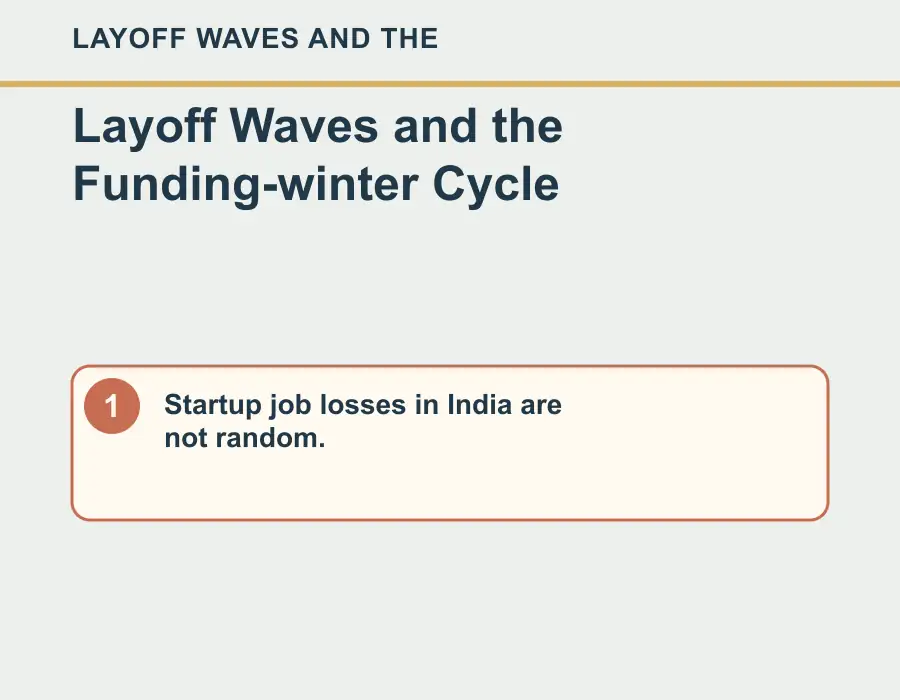 LAYOFF WAVES AND THE
Layoff Waves and the
Funding-winter Cycle
1
Startup job losses in India are
not random.